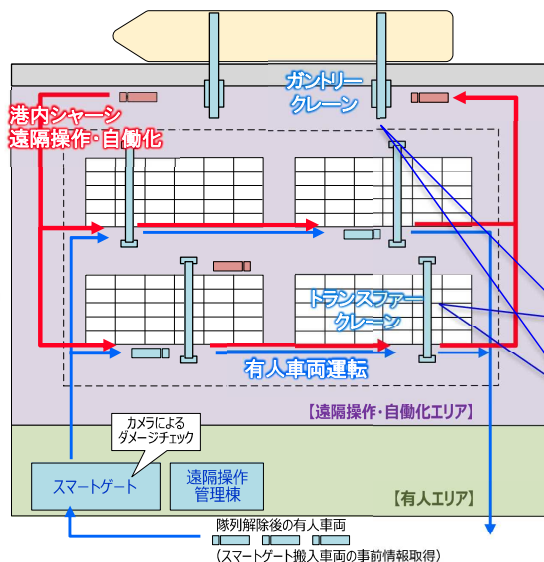 ガントリー
クレーン
港内シャーシ
遠隔操作・自働化
トランスファー
クレーン
有人車両運転
【遠隔操作・自働化エリア】
カメラによる
ダメージチェック
スマートゲート
遠隔操作
管理棟
【有人エリア】
隊列解除後の有人車両
（スマートゲート搬入車両の事前情報取得）